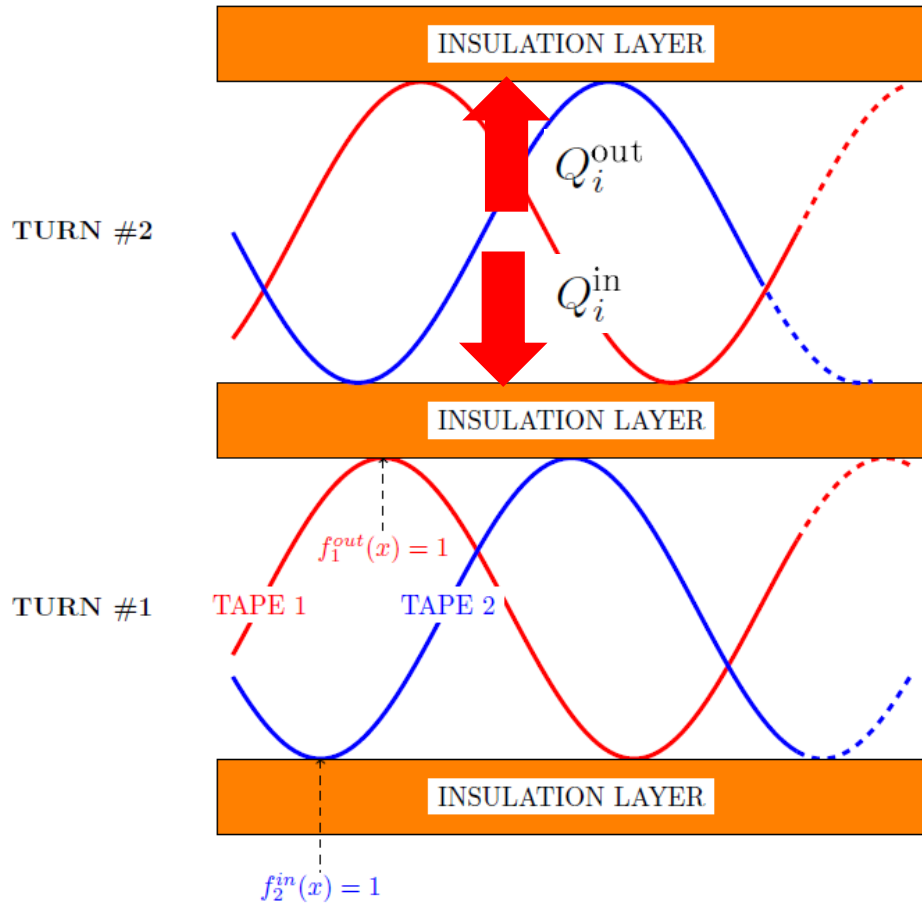 INSULATION LAYER
Q_i^out
TURN #2
Q_i^in
INSULATION LAYER
f_1^out(x) = 1
TURN #1
TAPE 1
TAPE 2
INSULATION LAYER
f_2^in(x) = 1